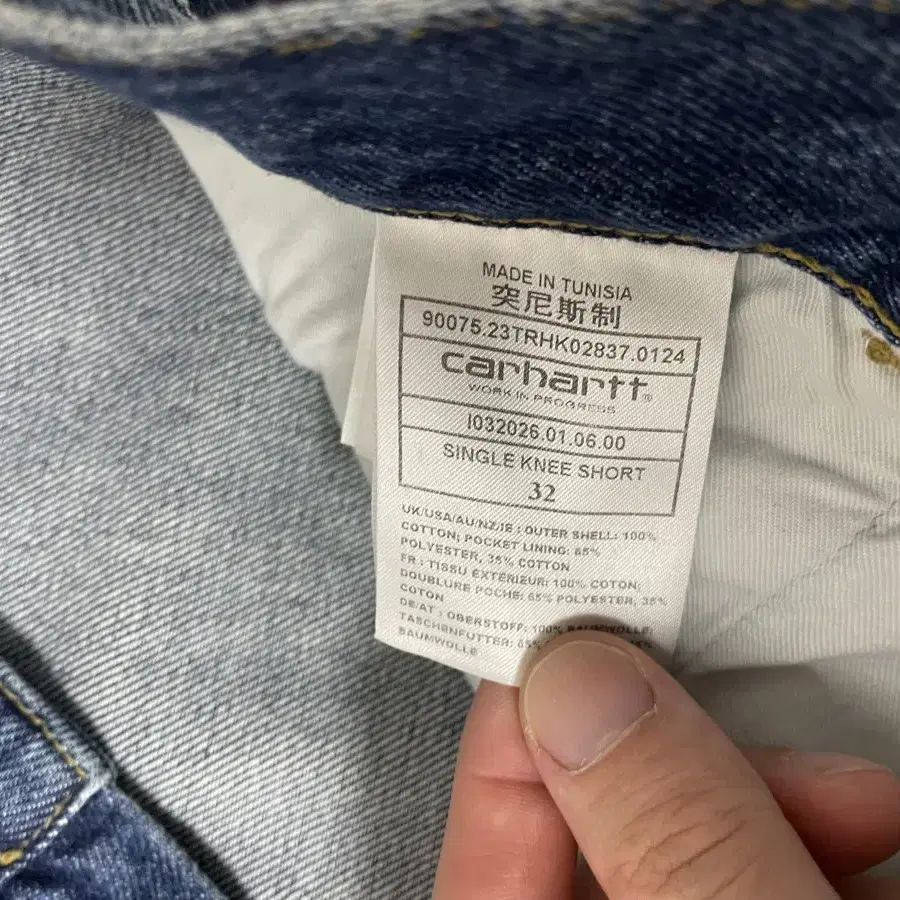 MADE IN TUNISIA
突尼斯制
90075.23TRHK02837.0124
carhartt®
WORK IN PROGRESS
I032026.01.06.00
SINGLE KNEE SHORT
32
UK/USA/AU/NZ/IE : OUTER SHELL: 100%
COTTON; POCKET LINING: 65%
POLYESTER, 35% COTTON
FR : TISSU EXTÉRIEUR: 100% COTON;
DOUBLURE POCHE: 65% POLYESTER, 35%
COTON
DE/AT : OBERSTOFF: 100% BAUMWOLLE;
TASCHENFUTTER: 65%
BAUMWOLLE